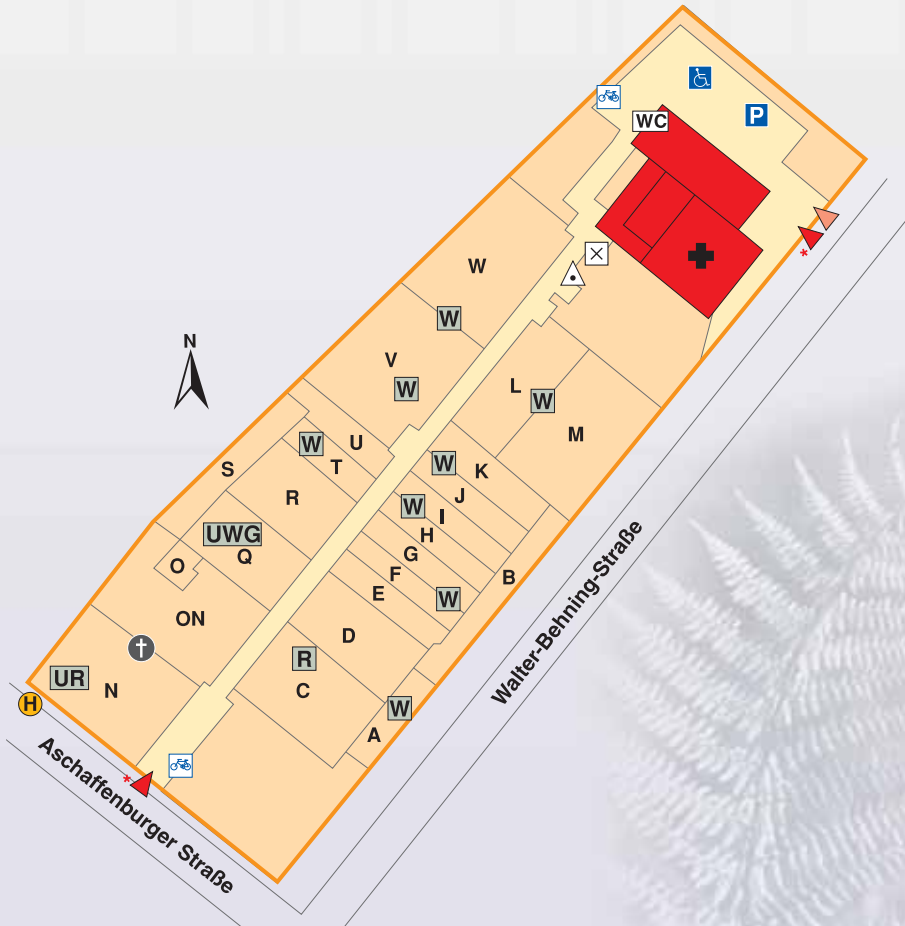 P
WC
W
N
W
V
W
L
W
M
U
W
T
W
K
S
J
R
W
I
UWG
H
Q
G
O
F
B
E
W
ON
D
R
UR
N
C
H
W
A
Walter-Behning-Straße
Aschaffenburger Straße
*
*